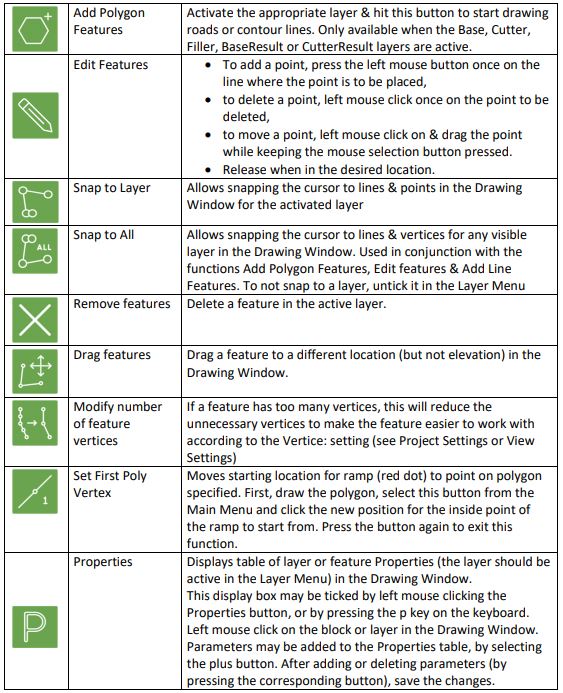 Add Polygon
Features
Activate the appropriate layer & hit this button to start drawing
roads or contour lines. Only available when the Base, Cutter,
Filler, BaseResult or CutterResult layers are active.
Edit Features
• To add a point, press the left mouse button once on the
line where the point is to be placed,
• to delete a point, left mouse click once on the point to be
deleted,
• to move a point, left mouse click on & drag the point
while keeping the mouse selection button pressed.
• Release when in the desired location.
Snap to Layer
Allows snapping the cursor to lines & points in the Drawing
Window for the activated layer
ALL
Snap to All
Allows snapping the cursor to lines & vertices for any visible
layer in the Drawing Window. Used in conjunction with the
functions Add Polygon Features, Edit features & Add Line
Features. To not snap to a layer, untick it in the Layer Menu
Remove features
Delete a feature in the active layer.
Drag features
Drag a feature to a different location (but not elevation) in the
Drawing Window.
Modify number
of feature
vertices
If a feature has too many vertices, this will reduce the
unnecessary vertices to make the feature easier to work with
according to the Vertice: setting (see Project Settings or View
Settings)
1
Set First Poly
Vertex
Moves starting location for ramp (red dot) to point on polygon
specified. First, draw the polygon, select this button from the
Main Menu and click the new position for the inside point of
the ramp to start from. Press the button again to exit this
function.
P
Properties
Displays table of layer or feature Properties (the layer should be
active in the Layer Menu) in the Drawing Window.
This display box may be ticked by left mouse clicking the
Properties button, or by pressing the p key on the keyboard.
Left mouse click on the block or layer in the Drawing Window.
Parameters may be added to the Properties table, by selecting
the plus button. After adding or deleting parameters (by
pressing the corresponding button), save the changes.